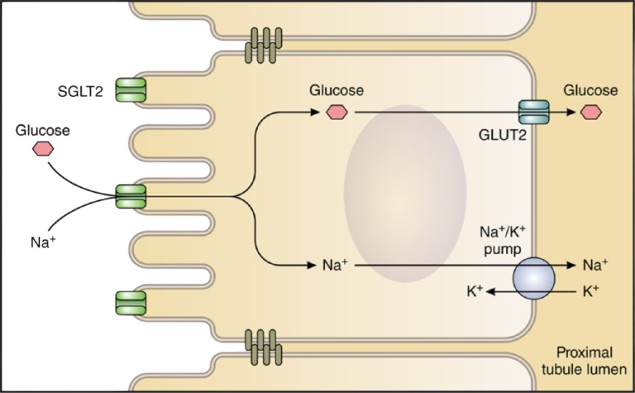 SGLT2
Glucose
Na⁺
Glucose
Na⁺
GLUT2
Glucose
Na⁺/K⁺
pump
Na⁺
K⁺
K⁺
Proximal
tubule lumen